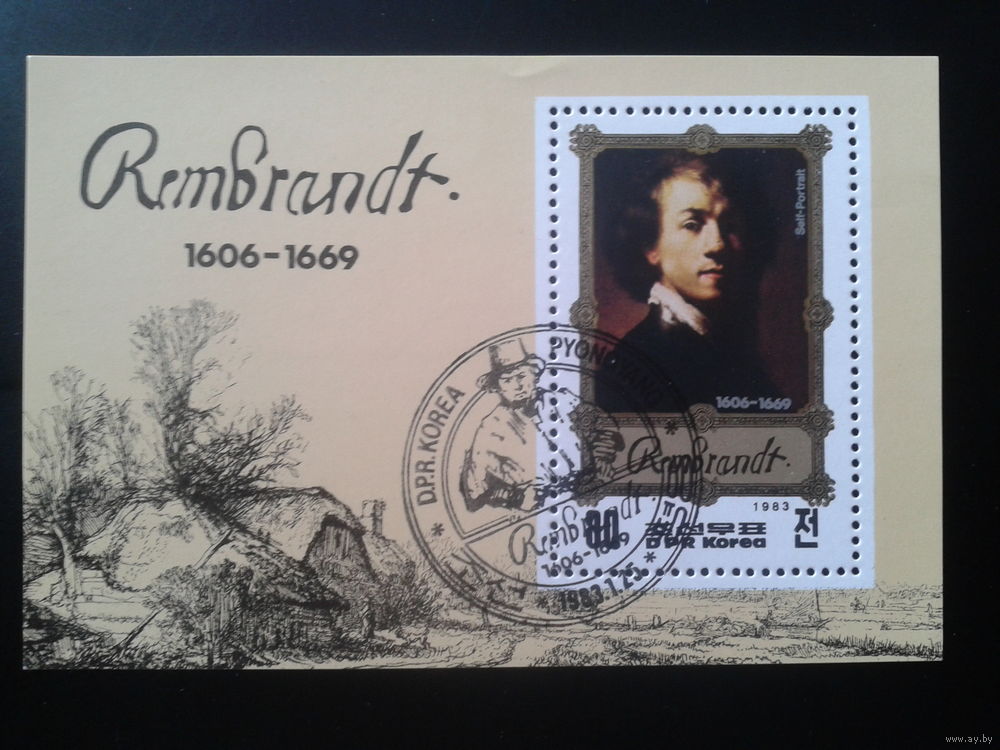 Rembrandt.
1606-1669
Self-Portrait
1606-1669
Rembrandt.
1983
80 조선우표 전
DPR Korea
D.P.R.KOREA
PYONGYANG
Rembrandt
1606-1669
1983.1.25
www.ay.by